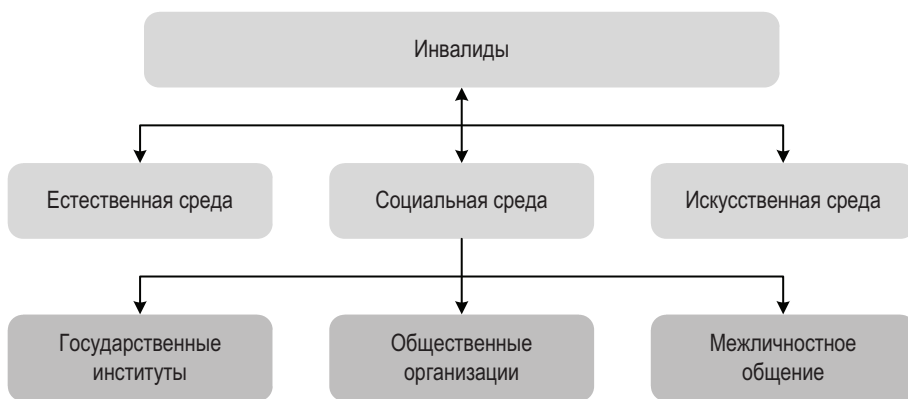 Инвалиды
Естественная среда
Социальная среда
Искусственная среда
Государственные
институты
Общественные
организации
Межличностное
общение